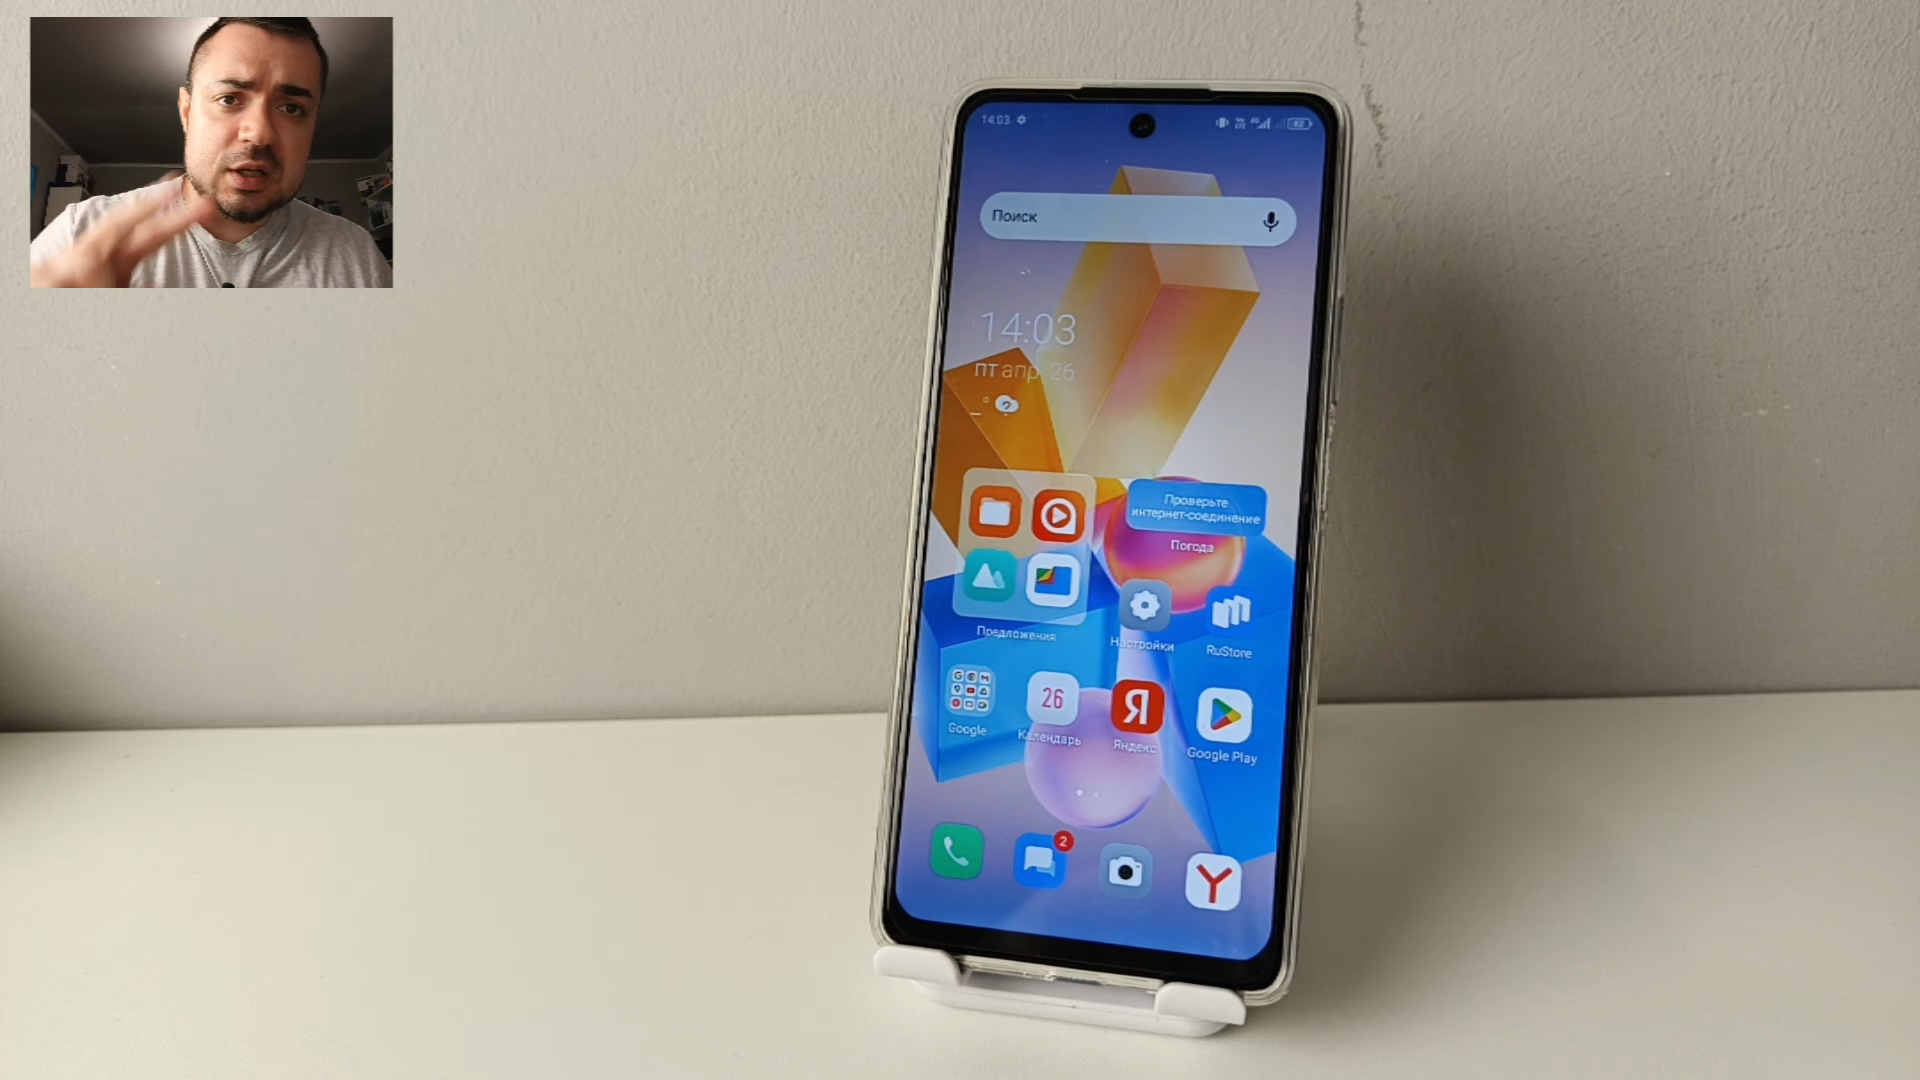 14:03
82
Поиск
14:03
пт апр. 26
Проверьте
интернет-соединение
Погода
Предложения
Настройки
RuStore
Google
26
Календарь
Я
Яндекс
Google Play
2
Y